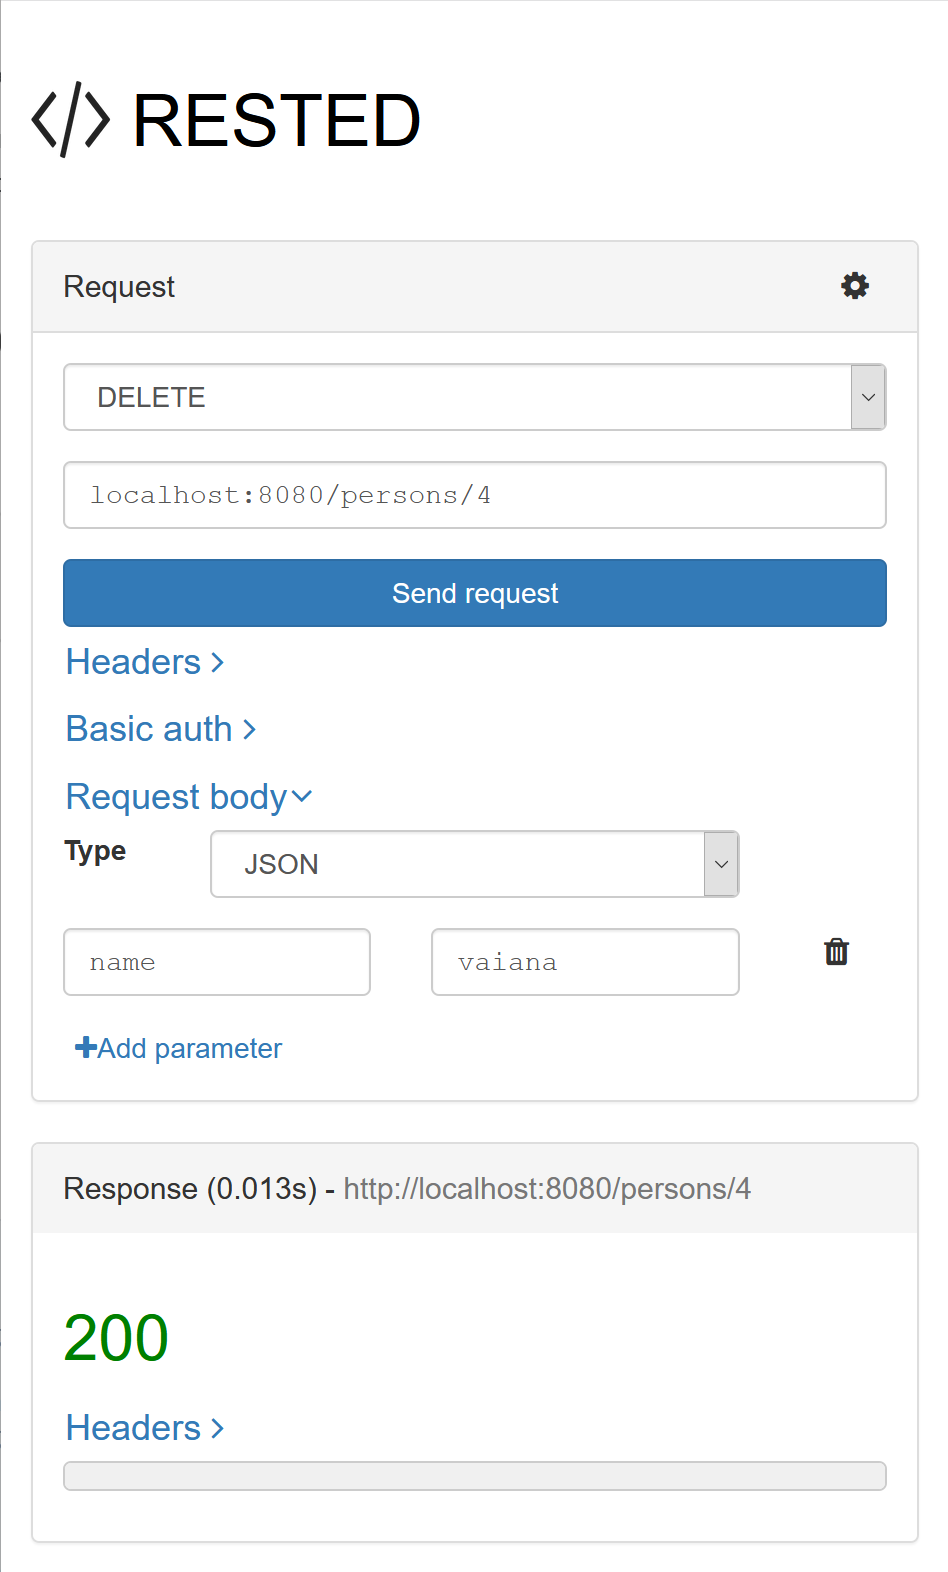 </> RESTED
Request
DELETE
localhost:8080/persons/4
Send request
Headers
Basic auth
Request body
Type
JSON
name vaiana
Add parameter
Response (0.013s) - http://localhost:8080/persons/4
200
Headers